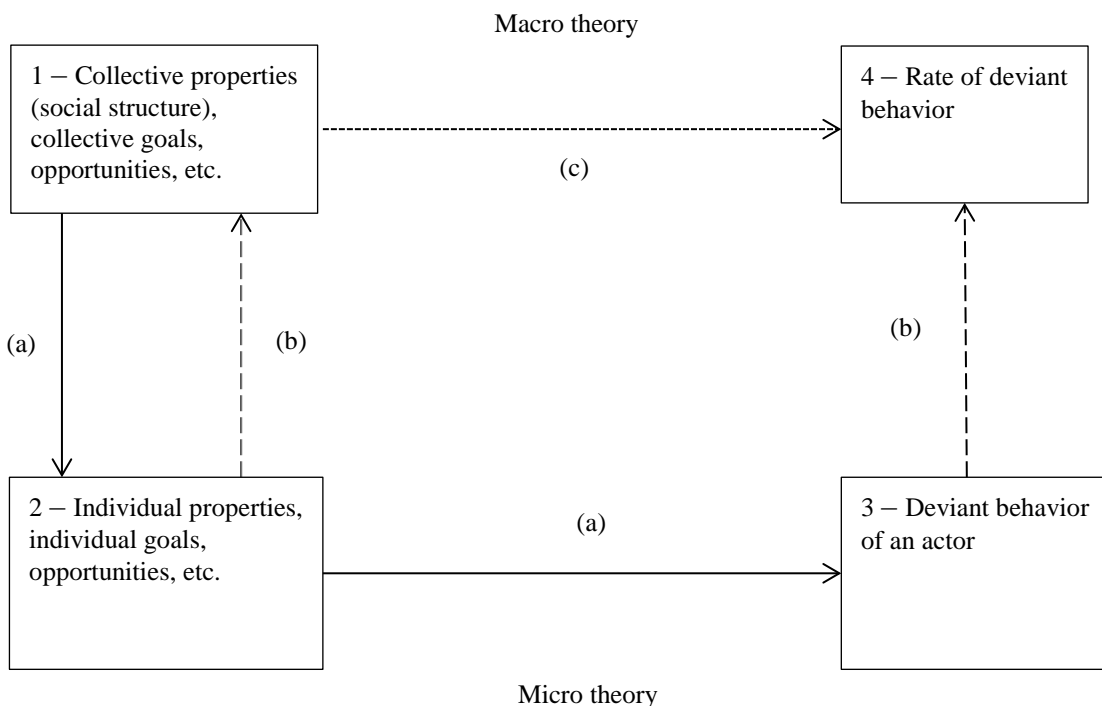 Macro theory
1 – Collective properties
(social structure),
collective goals,
opportunities, etc.
4 – Rate of deviant
behavior
(c)
(a)
(b)
(b)
2 – Individual properties,
individual goals,
opportunities, etc.
(a)
3 – Deviant behavior
of an actor
Micro theory